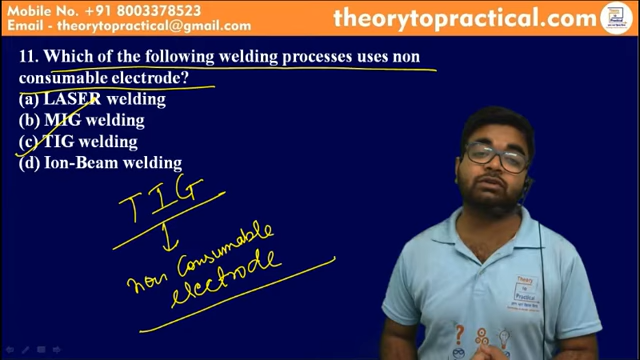 Mobile No. +91 8003378523
Email - theorytopractical@gmail.com
theorytopractical.com
11. Which of the following welding processes uses non
consumable electrode?
(a) LASER welding
(b) MIG welding
(c) TIG welding
(d) Ion-Beam welding
TIG
non Consumable
electrode
Theory
To
Practical